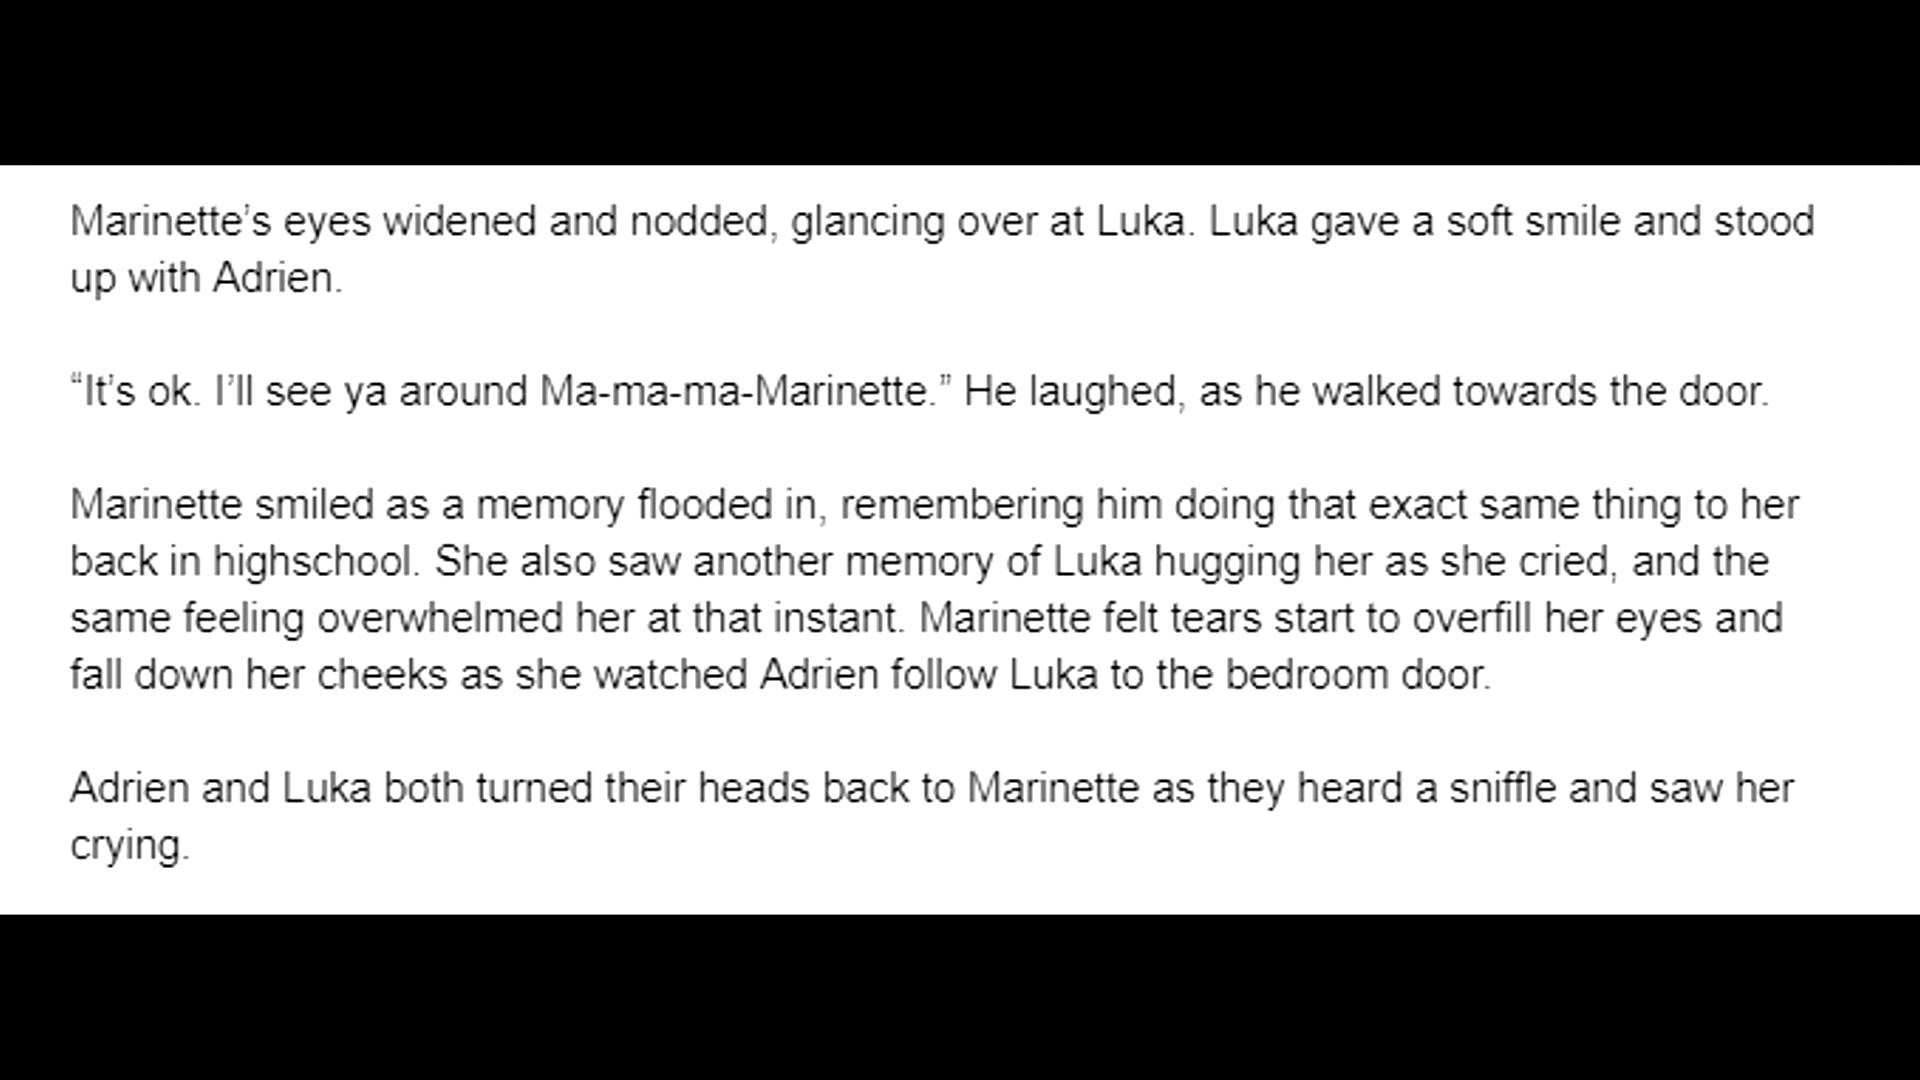 Marinette’s eyes widened and nodded, glancing over at Luka. Luka gave a soft smile and stood
up with Adrien.
“It’s ok. I’ll see ya around Ma-ma-ma-Marinette.” He laughed, as he walked towards the door.
Marinette smiled as a memory flooded in, remembering him doing that exact same thing to her
back in highschool. She also saw another memory of Luka hugging her as she cried, and the
same feeling overwhelmed her at that instant. Marinette felt tears start to overfill her eyes and
fall down her cheeks as she watched Adrien follow Luka to the bedroom door.
Adrien and Luka both turned their heads back to Marinette as they heard a sniffle and saw her
crying.